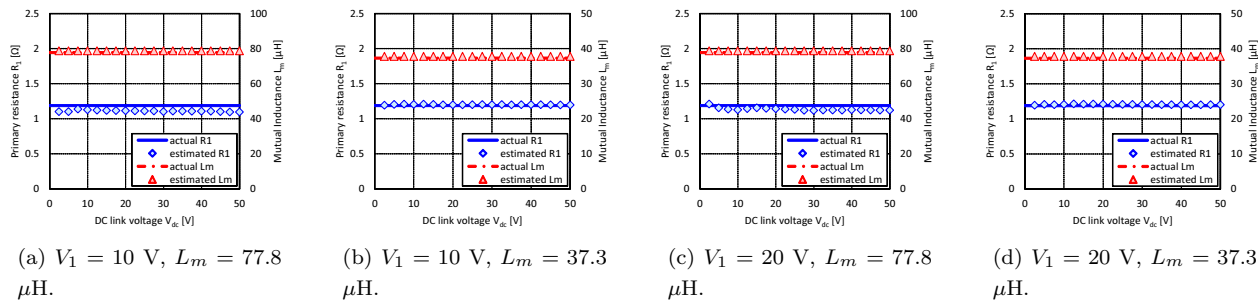 2.5
2
1.5
1
0.5
0
Primary resistance R1 [Ω]
100
80
60
40
20
0
Mutual Inductance Lm [μH]
actual R1
estimated R1
actual Lm
estimated Lm
0 10 20 30 40 50
DC link voltage Vdc [V]
(a) V1 = 10 V, Lm = 77.8
μH.
2.5
2
1.5
1
0.5
0
Primary resistance R1 [Ω]
50
40
30
20
10
0
Mutual Inductance Lm [μH]
actual R1
estimated R1
actual Lm
estimated Lm
0 10 20 30 40 50
DC link voltage Vdc [V]
(b) V1 = 10 V, Lm = 37.3
μH.
2.5
2
1.5
1
0.5
0
Primary resistance R1 [Ω]
100
80
60
40
20
0
Mutual Inductance Lm [μH]
actual R1
estimated R1
actual Lm
estimated Lm
0 10 20 30 40 50
DC link voltage Vdc [V]
(c) V1 = 20 V, Lm = 77.8
μH.
2.5
2
1.5
1
0.5
0
Primary resistance R1 [Ω]
50
40
30
20
10
0
Mutual Inductance Lm [μH]
actual R1
estimated R1
actual Lm
estimated Lm
0 10 20 30 40 50
DC link voltage Vdc [V]
(d) V1 = 20 V, Lm = 37.3
μH.